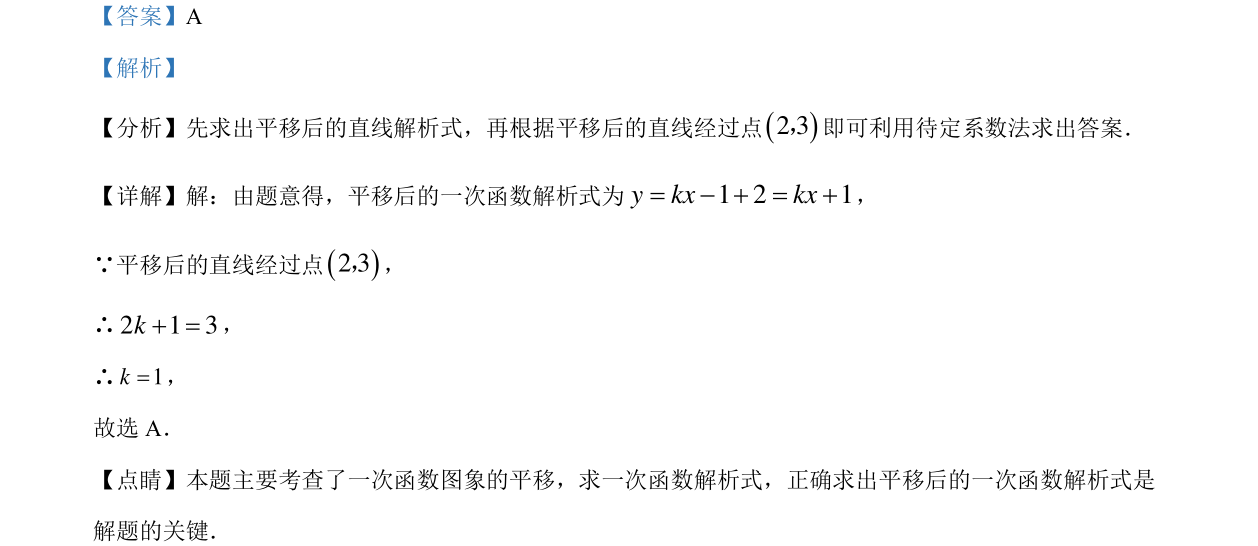 【答案】A
【解析】
【分析】先求出平移后的直线解析式，再根据平移后的直线经过点(2,3)即可利用待定系数法求出答案．
【详解】解：由题意得，平移后的一次函数解析式为 y = kx − 1 + 2 = kx + 1，
∵平移后的直线经过点(2,3)，
∴ 2k + 1 = 3，
∴ k = 1，
故选 A．
【点睛】本题主要考查了一次函数图象的平移，求一次函数解析式，正确求出平移后的一次函数解析式是
解题的关键．